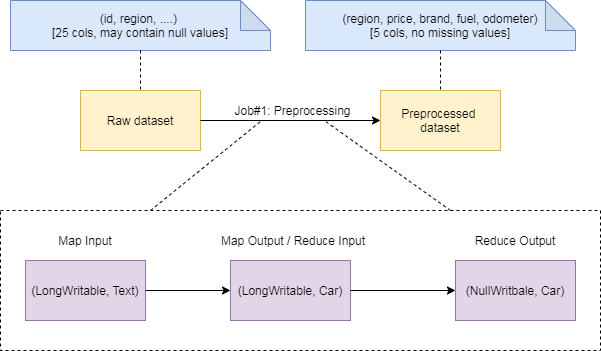 (id, region, ....)
[25 cols, may contain null values]
(region, price, brand, fuel, odometer)
[5 cols, no missing values]
Raw dataset
Job#1: Preprocessing
Preprocessed
dataset
Map Input
Map Output / Reduce Input
Reduce Output
(LongWritable, Text)
(LongWritable, Car)
(NullWritbale, Car)